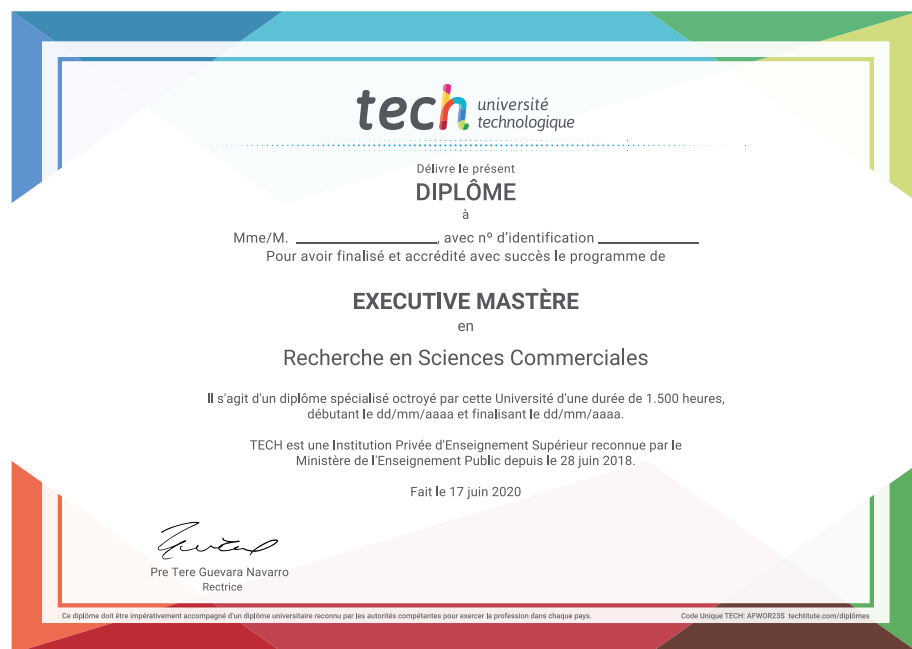 tech université
technologique
Délivre le présent
DIPLÔME
à
Mme/M. ____________, avec nº d'identification ____________
Pour avoir finalisé et accrédité avec succès le programme de
EXECUTIVE MASTÈRE
en
Recherche en Sciences Commerciales
Il s'agit d'un diplôme spécialisé octroyé par cette Université d'une durée de 1.500 heures,
débutant le dd/mm/aaaa et finalisant le dd/mm/aaaa.
TECH est une Institution Privée d'Enseignement Supérieur reconnue par le
Ministère de l'Enseignement Public depuis le 28 juin 2018.
Fait le 17 juin 2020
Pre Tere Guevara Navarro
Rectrice
Ce diplôme doit être impérativement accompagné d'un diplôme universitaire reconnu par les autorités compétentes pour exercer la profession dans chaque pays.
Code Unique TECH: AFWOR23S techtitute.com/diplômes